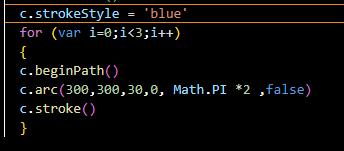 c.strokeStyle = 'blue'
for (var i=0;i<3;i++)
{
c.beginPath()
c.arc(300,300,30,0, Math.PI *2 ,false)
c.stroke()
}